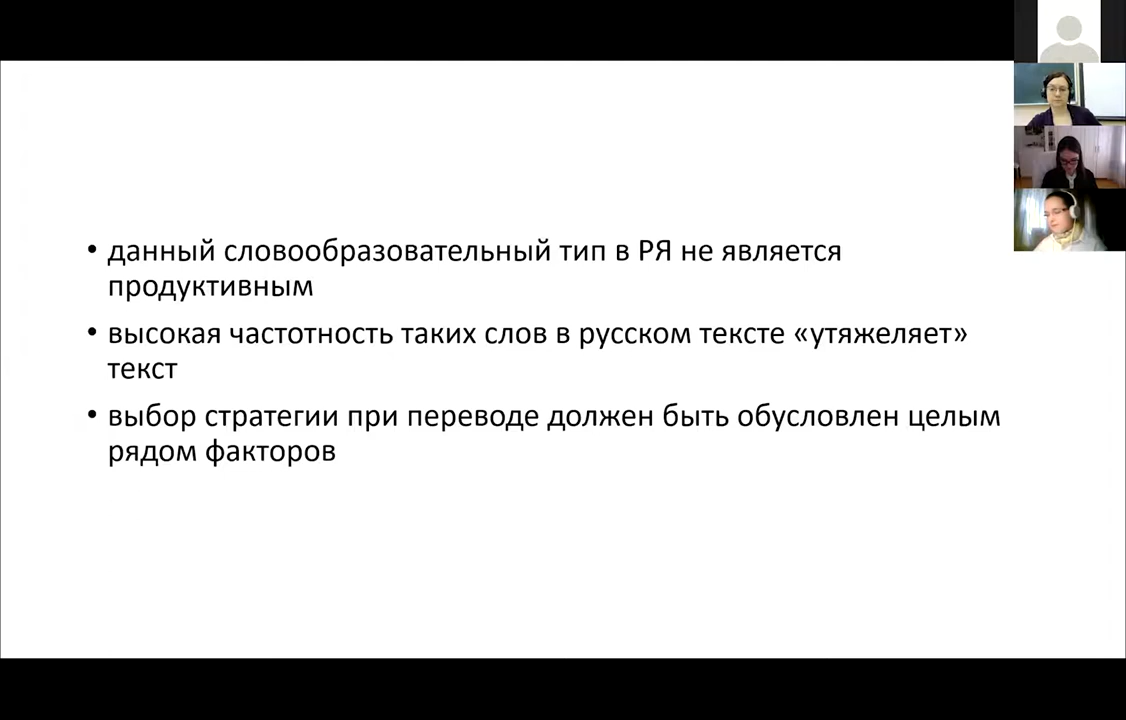 • данный словообразовательный тип в РЯ не является
продуктивным
• высокая частотность таких слов в русском тексте «утяжеляет»
текст
• выбор стратегии при переводе должен быть обусловлен целым
рядом факторов